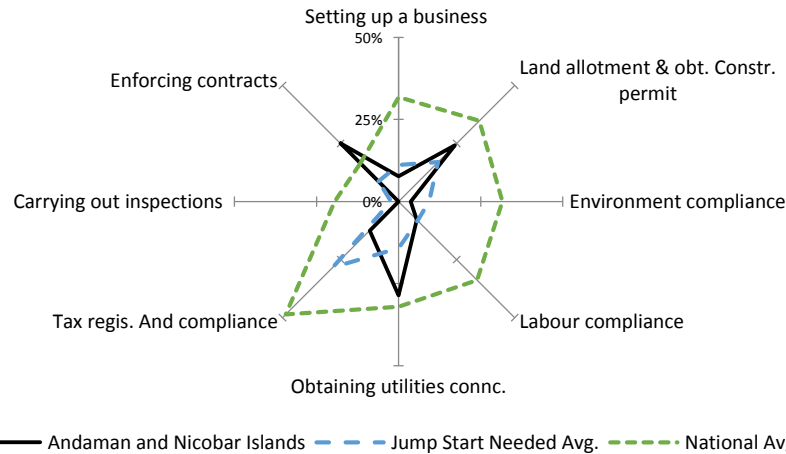 Setting up a business
50%
Land allotment & obt. Constr.
permit
Enforcing contracts
25%
Carrying out inspections
0%
Environment compliance
Tax regis. And compliance
Labour compliance
Obtaining utilities connc.
Andaman and Nicobar Islands
Jump Start Needed Avg.
National Av